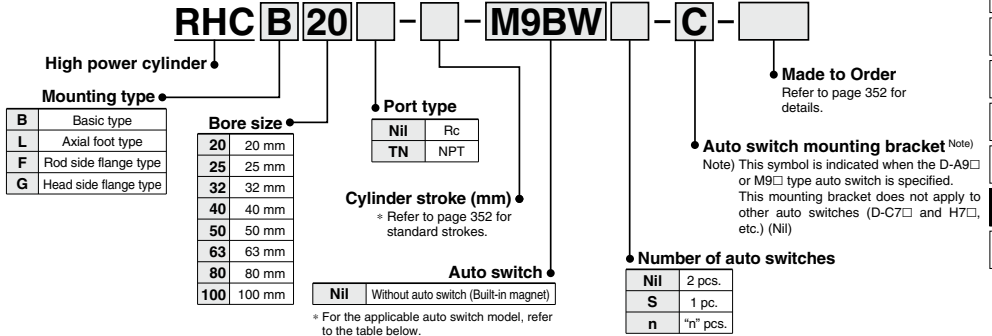 RHC B 20 □ - □ - M9BW □ - C - □
High power cylinder
Mounting type
B Basic type
L Axial foot type
F Rod side flange type
G Head side flange type
Bore size
20 20 mm
25 25 mm
32 32 mm
40 40 mm
50 50 mm
63 63 mm
80 80 mm
100 100 mm
Port type
Nil Rc
TN NPT
Cylinder stroke (mm)
∗ Refer to page 352 for
standard strokes.
Auto switch
Nil Without auto switch (Built-in magnet)
∗ For the applicable auto switch model, refer
to the table below.
Made to Order
Refer to page 352 for
details.
Auto switch mounting bracket Note)
Note) This symbol is indicated when the D-A9□
or M9□ type auto switch is specified.
This mounting bracket does not apply to
other auto switches (D-C7□ and H7□,
etc.) (Nil)
Number of auto switches
Nil 2 pcs.
S 1 pc.
n “n” pcs.